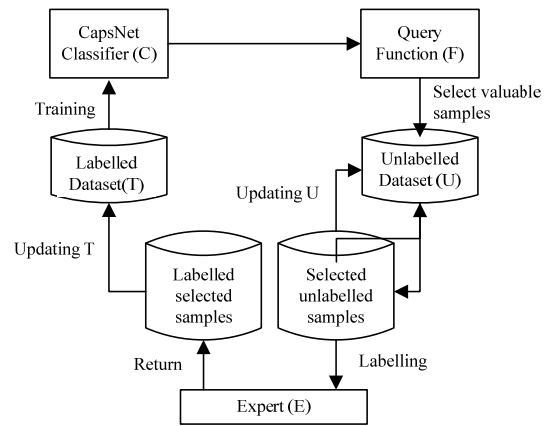 CapsNet
Classifier (C)
Query
Function (F)
Training
Select valuable
samples
Labelled
Dataset(T)
Unlabelled
Dataset (U)
Updating U
Updating T
Labelled
selected
samples
Selected
unlabelled
samples
Return
Labelling
Expert (E)